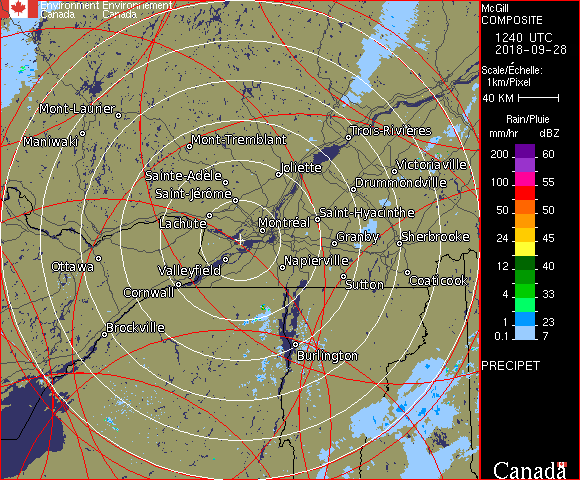 Environment Environnement
Canada Canada
McGill
COMPOSITE
1240 UTC
2018-09-28
Scale/Échelle:
1km/Pixel
40 KM
Rain/Pluie
mm/hr dBZ
200 60
100 55
50 50
24 45
12 40
4 33
1 23
0.1 7
PRECIPET
Canada
Mont-Laurier
Maniwaki
Mont-Tremblant
Trois-Rivières
Joliette
Victoriaville
Sainte-Adèle
Drummondville
Saint-Jérôme
Lachute
Saint-Hyacinthe
Montréal
Granby
Sherbrooke
Ottawa
Valleyfield
Napierville
Cornwall
Sutton
Coaticook
Brockville
Burlington